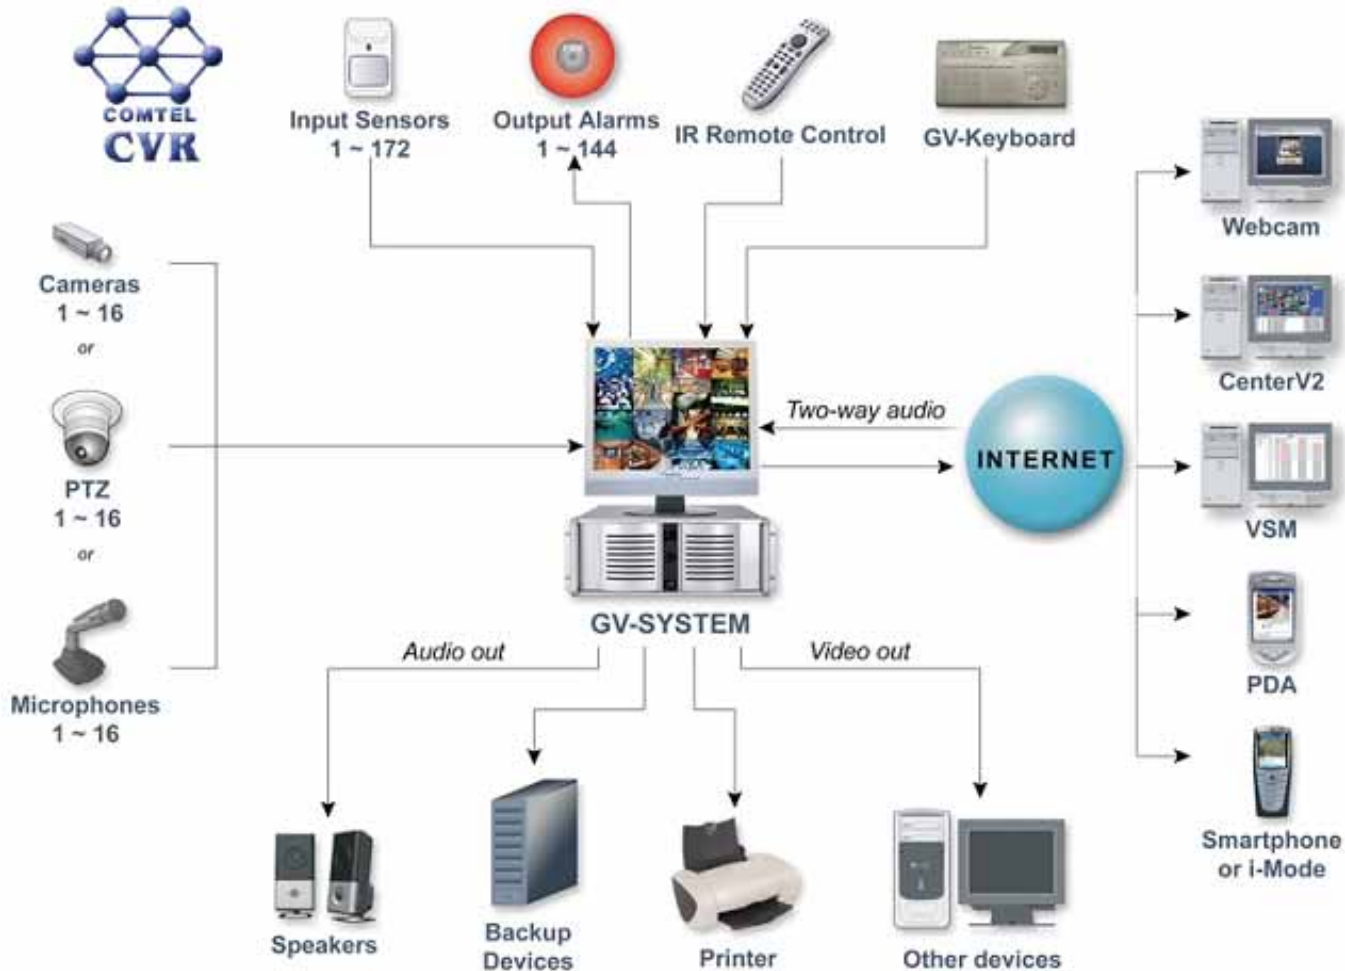 COMTEL
CVR
Input Sensors
1 ~ 172
Output Alarms
1 ~ 144
IR Remote Control
GV-Keyboard
Webcam
Cameras
1 ~ 16
or
CenterV2
PTZ
1 ~ 16
or
Two-way audio
INTERNET
VSM
GV-SYSTEM
Microphones
1 ~ 16
Audio out
Video out
PDA
Smartphone
or i-Mode
Speakers
Backup
Devices
Printer
Other devices